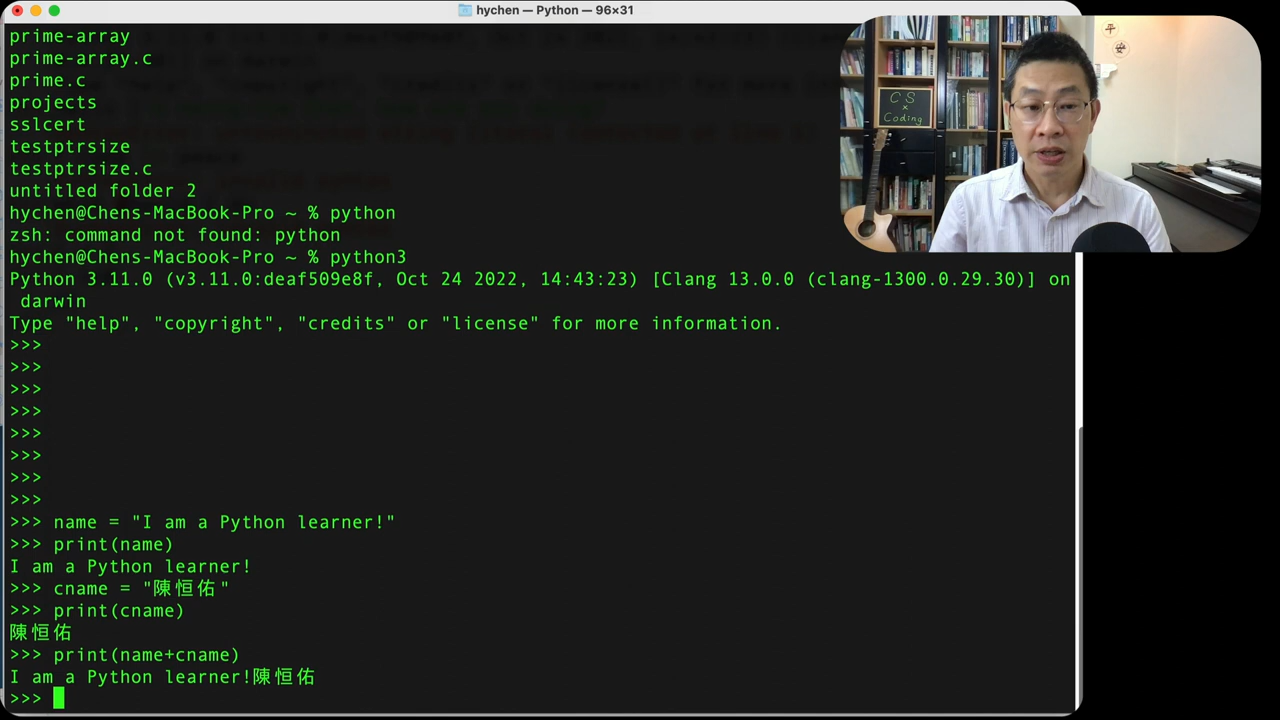 hychen — Python — 96×31
prime-array
prime-array.c
prime.c
projects
sslcert
testptrsize
testptrsize.c
untitled folder 2
hychen@Chens-MacBook-Pro ~ % python
zsh: command not found: python
hychen@Chens-MacBook-Pro ~ % python3
Python 3.11.0 (v3.11.0:deaf509e8f, Oct 24 2022, 14:43:23) [Clang 13.0.0 (clang-1300.0.29.30)] on
darwin
Type "help", "copyright", "credits" or "license" for more information.
>>>
>>>
>>>
>>>
>>>
>>>
>>>
>>>
>>> name = "I am a Python learner!"
>>> print(name)
I am a Python learner!
>>> cname = "陳恒佑"
>>> print(cname)
陳恒佑
>>> print(name+cname)
I am a Python learner!陳恒佑
>>>
CS
×
Coding
平
安